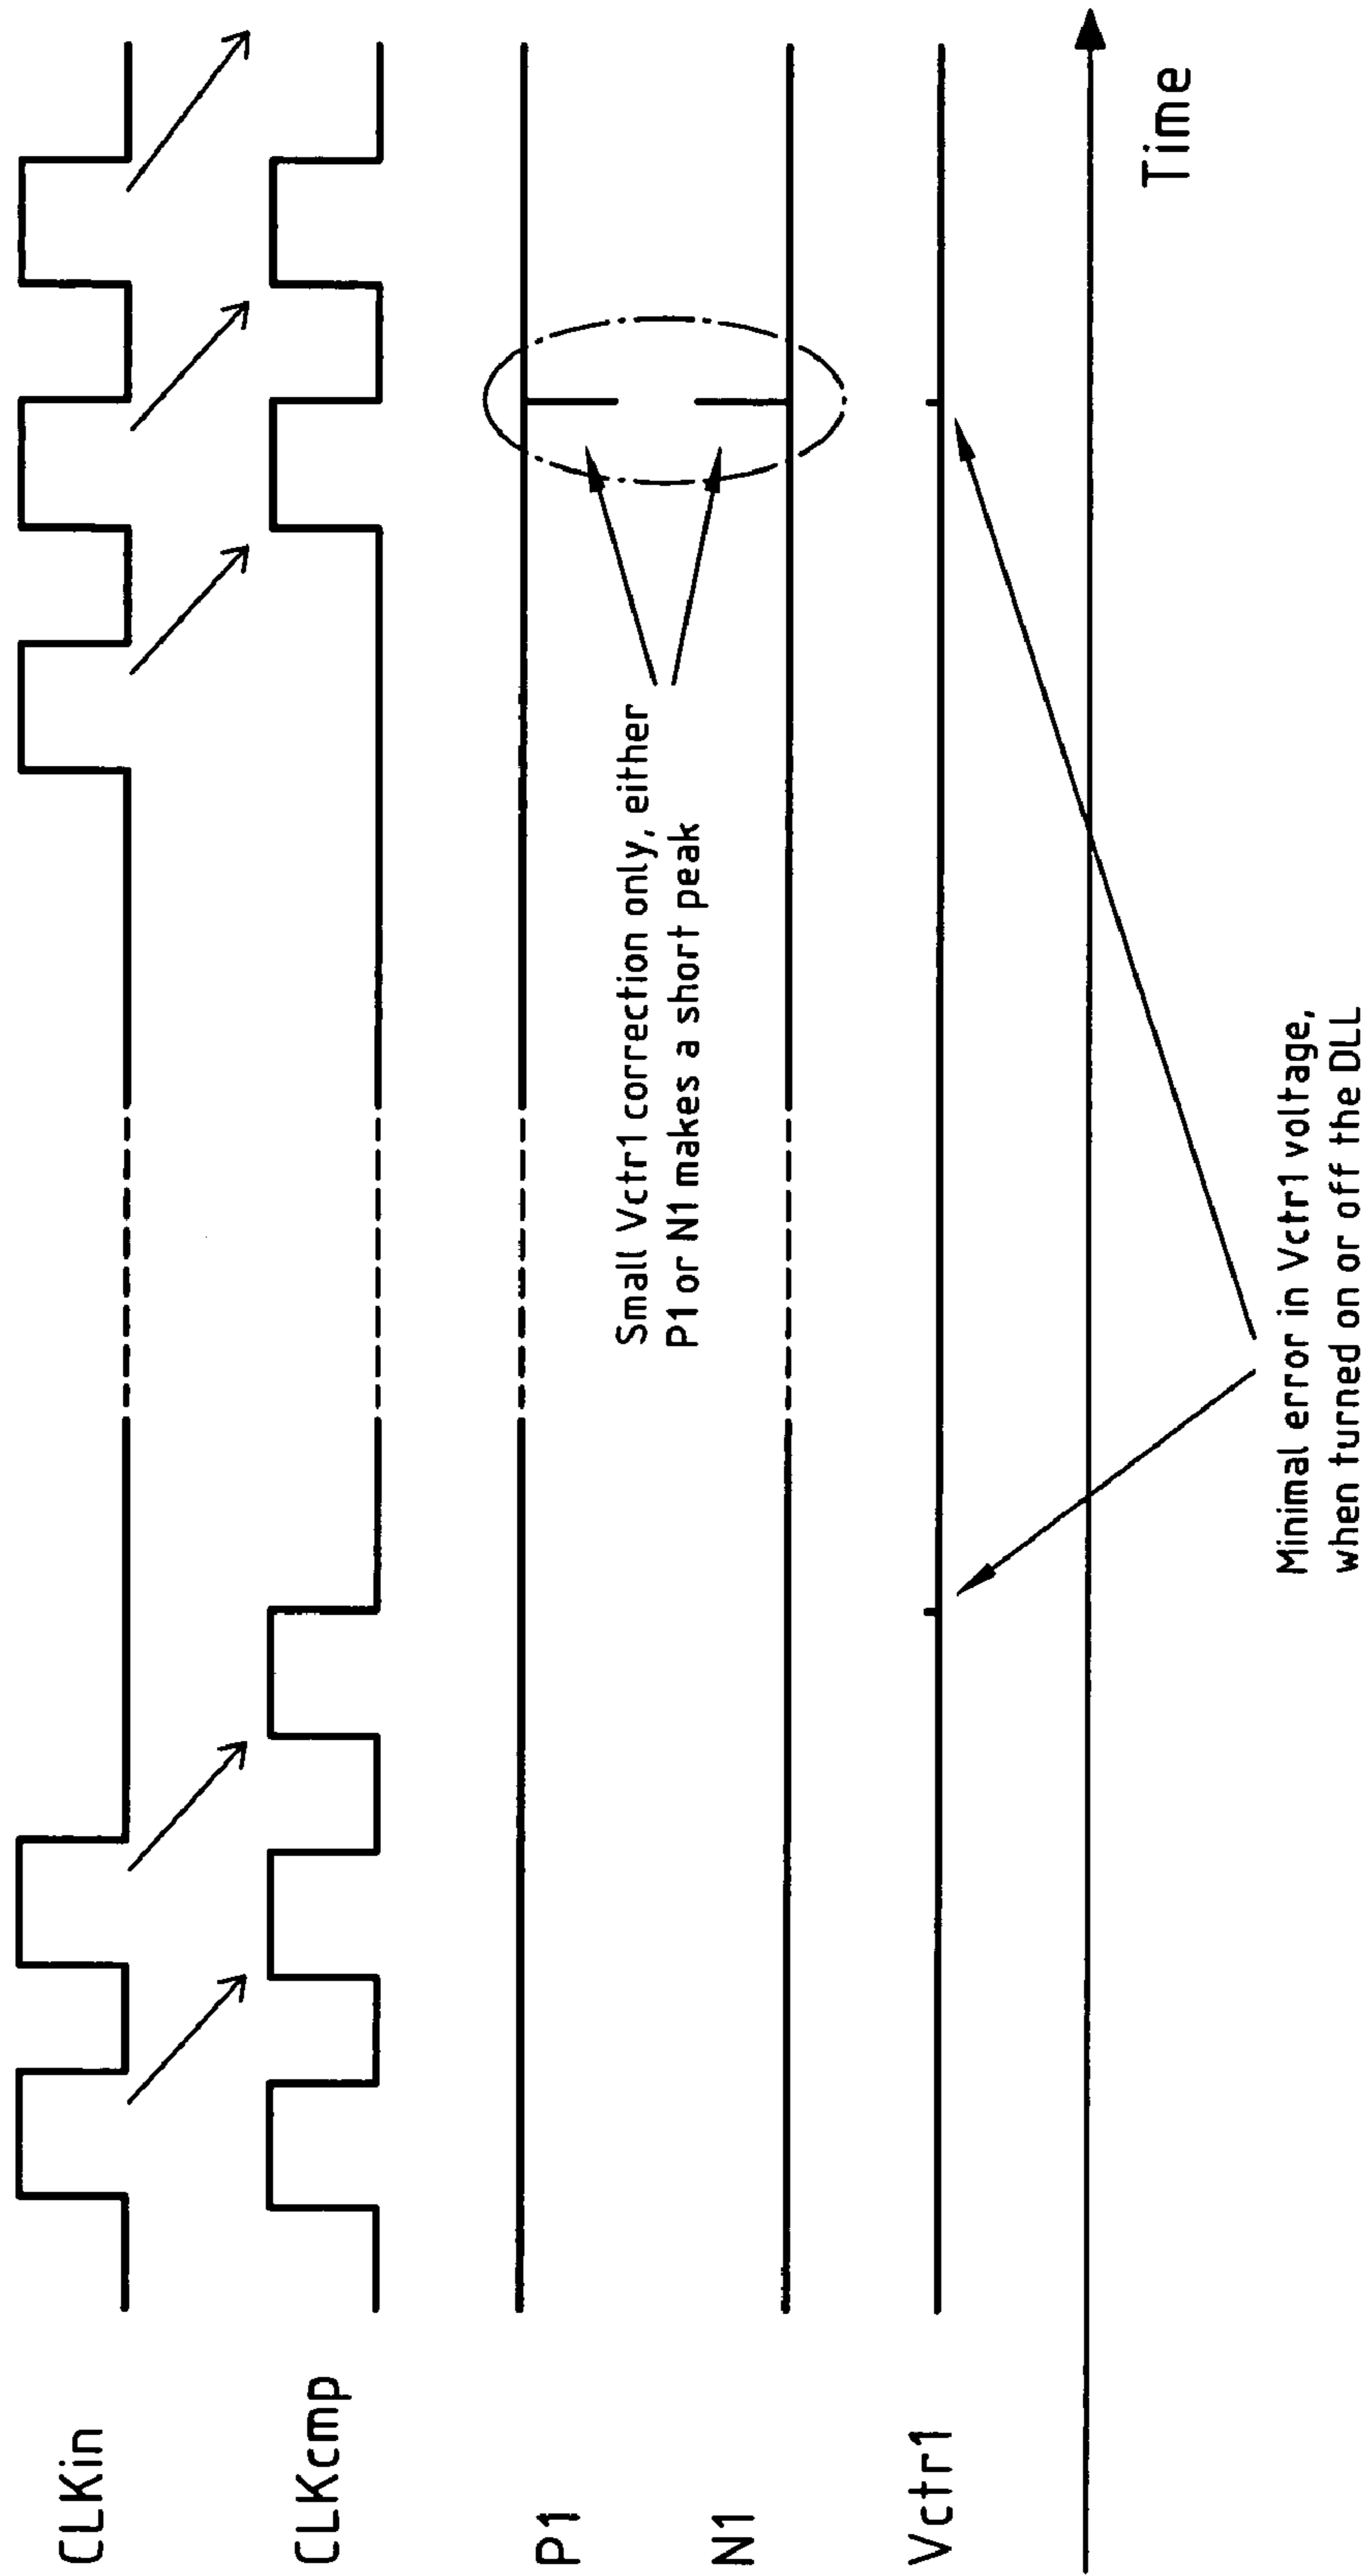 CLKin
CLKcmp
P1
Small Vctr1 correction only, either
P1 or N1 makes a short peak
N1
Vctr1
Time
Minimal error in Vctr1 voltage,
when turned on or off the DLL